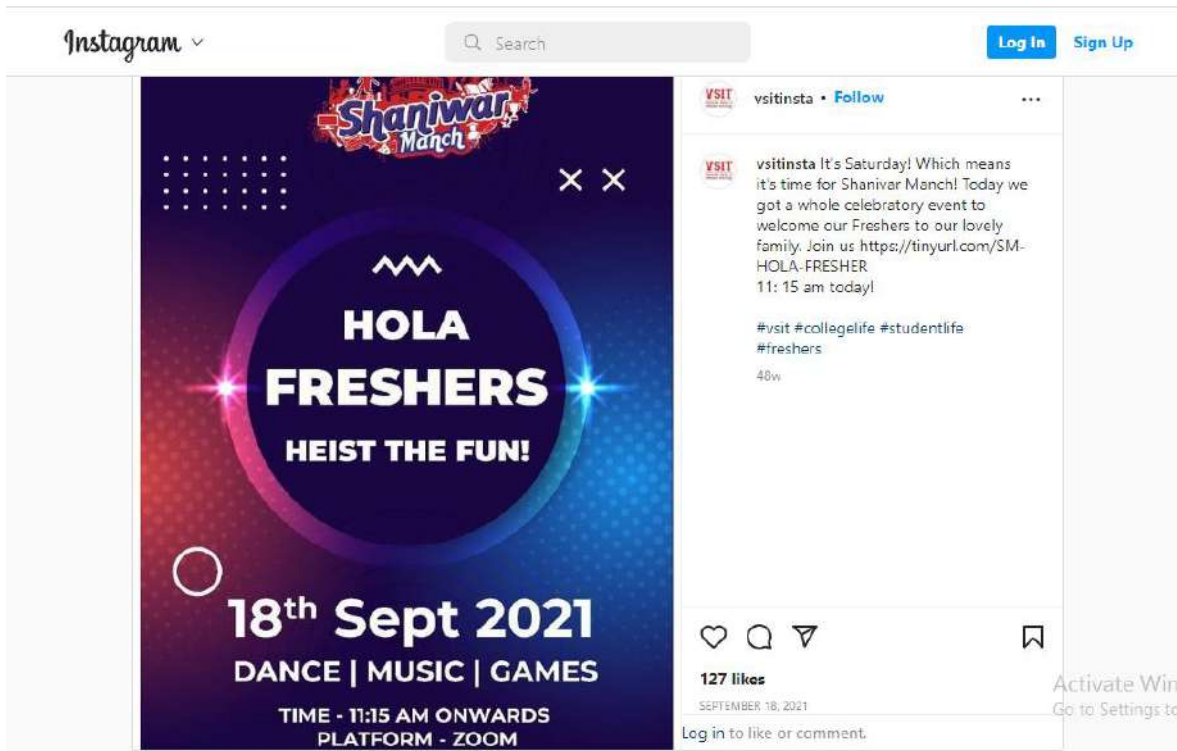 Instagram
Search
Log In
Sign Up
Shaniwar
Manch
HOLA
FRESHERS
HEIST THE FUN!
18th Sept 2021
DANCE | MUSIC | GAMES
TIME - 11:15 AM ONWARDS
PLATFORM - ZOOM
VSIT
vsitinsta • Follow
VSIT
vsitinsta It's Saturday! Which means
it's time for Shanivar Manch! Today we
got a whole celebratory event to
welcome our Freshers to our lovely
family. Join us https://tinyurl.com/SM-
HOLA-FRESHER
11: 15 am today!
#vsit #collegelife #studentlife
#freshers
48w
127 likes
SEPTEMBER 18, 2021
Log in to like or comment.
Activate Win
Go to Settings to